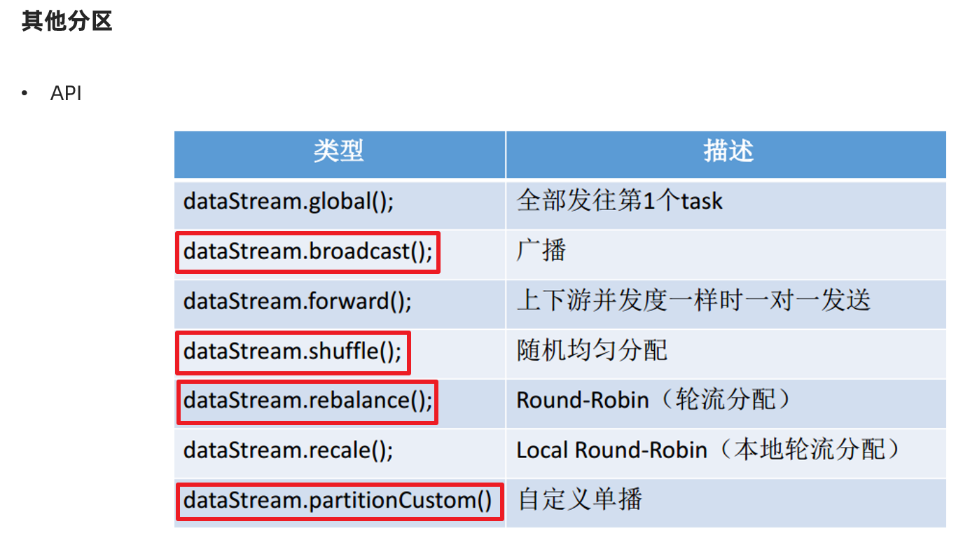 其他分区
• API
类型 描述
dataStream.global(); 全部发往第1个task
dataStream.broadcast(); 广播
dataStream.forward(); 上下游并发度一样时一对一发送
dataStream.shuffle(); 随机均匀分配
dataStream.rebalance(); Round-Robin（轮流分配）
dataStream.recale(); Local Round-Robin（本地轮流分配）
dataStream.partitionCustom() 自定义单播